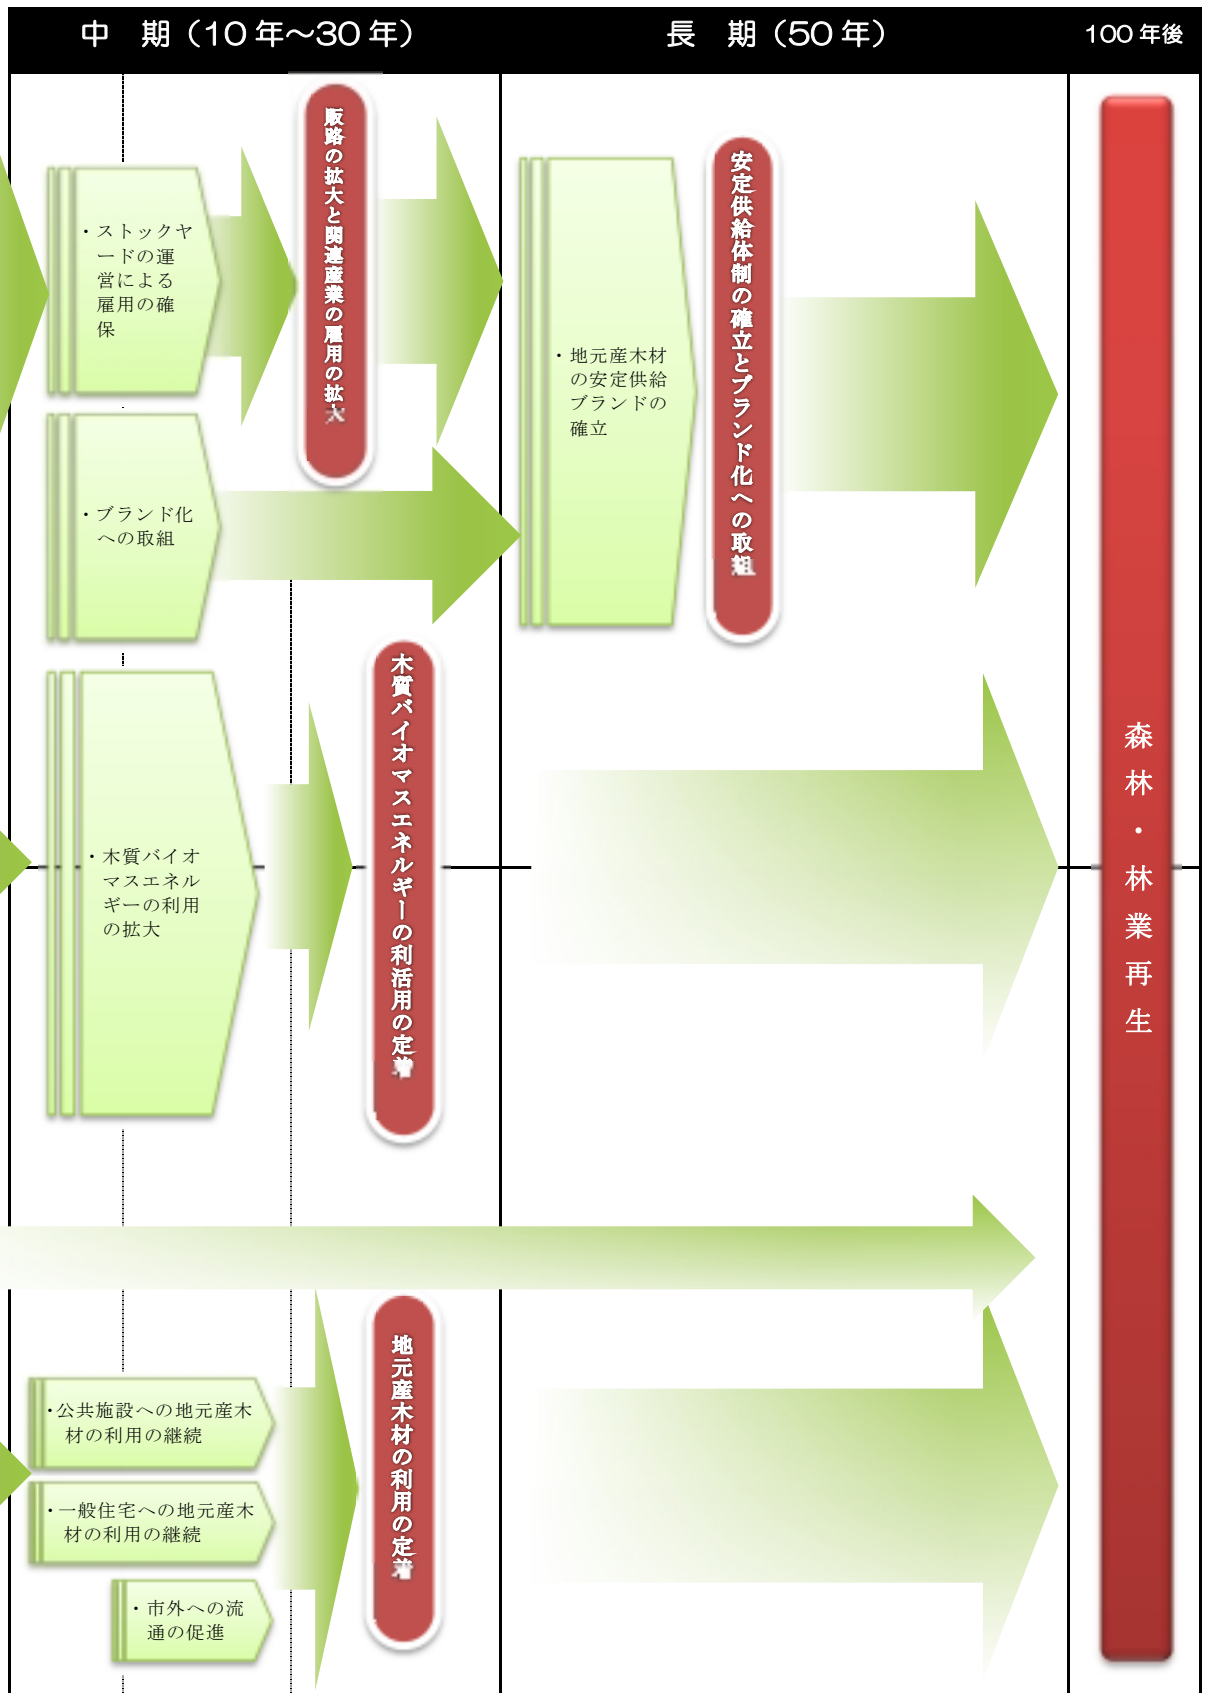 中　期（10 年～30 年）
長　期（50 年）
100 年後
・ストックヤ
ードの運
営による
雇用の確
保
販路の拡大と関連産業の雇用の拡大
・地元産木材
の安定供給
ブランドの
確立
安定供給体制の確立とブランド化への取組
・ブランド化
への取組
・木質バイオ
マスエネル
ギーの利用
の拡大
木質バイオマスエネルギーの利活用の定着
森林・林業再生
・公共施設への地元産木
材の利用の継続
・一般住宅への地元産木
材の利用の継続
・市外への流
通の促進
地元産木材の利用の定着